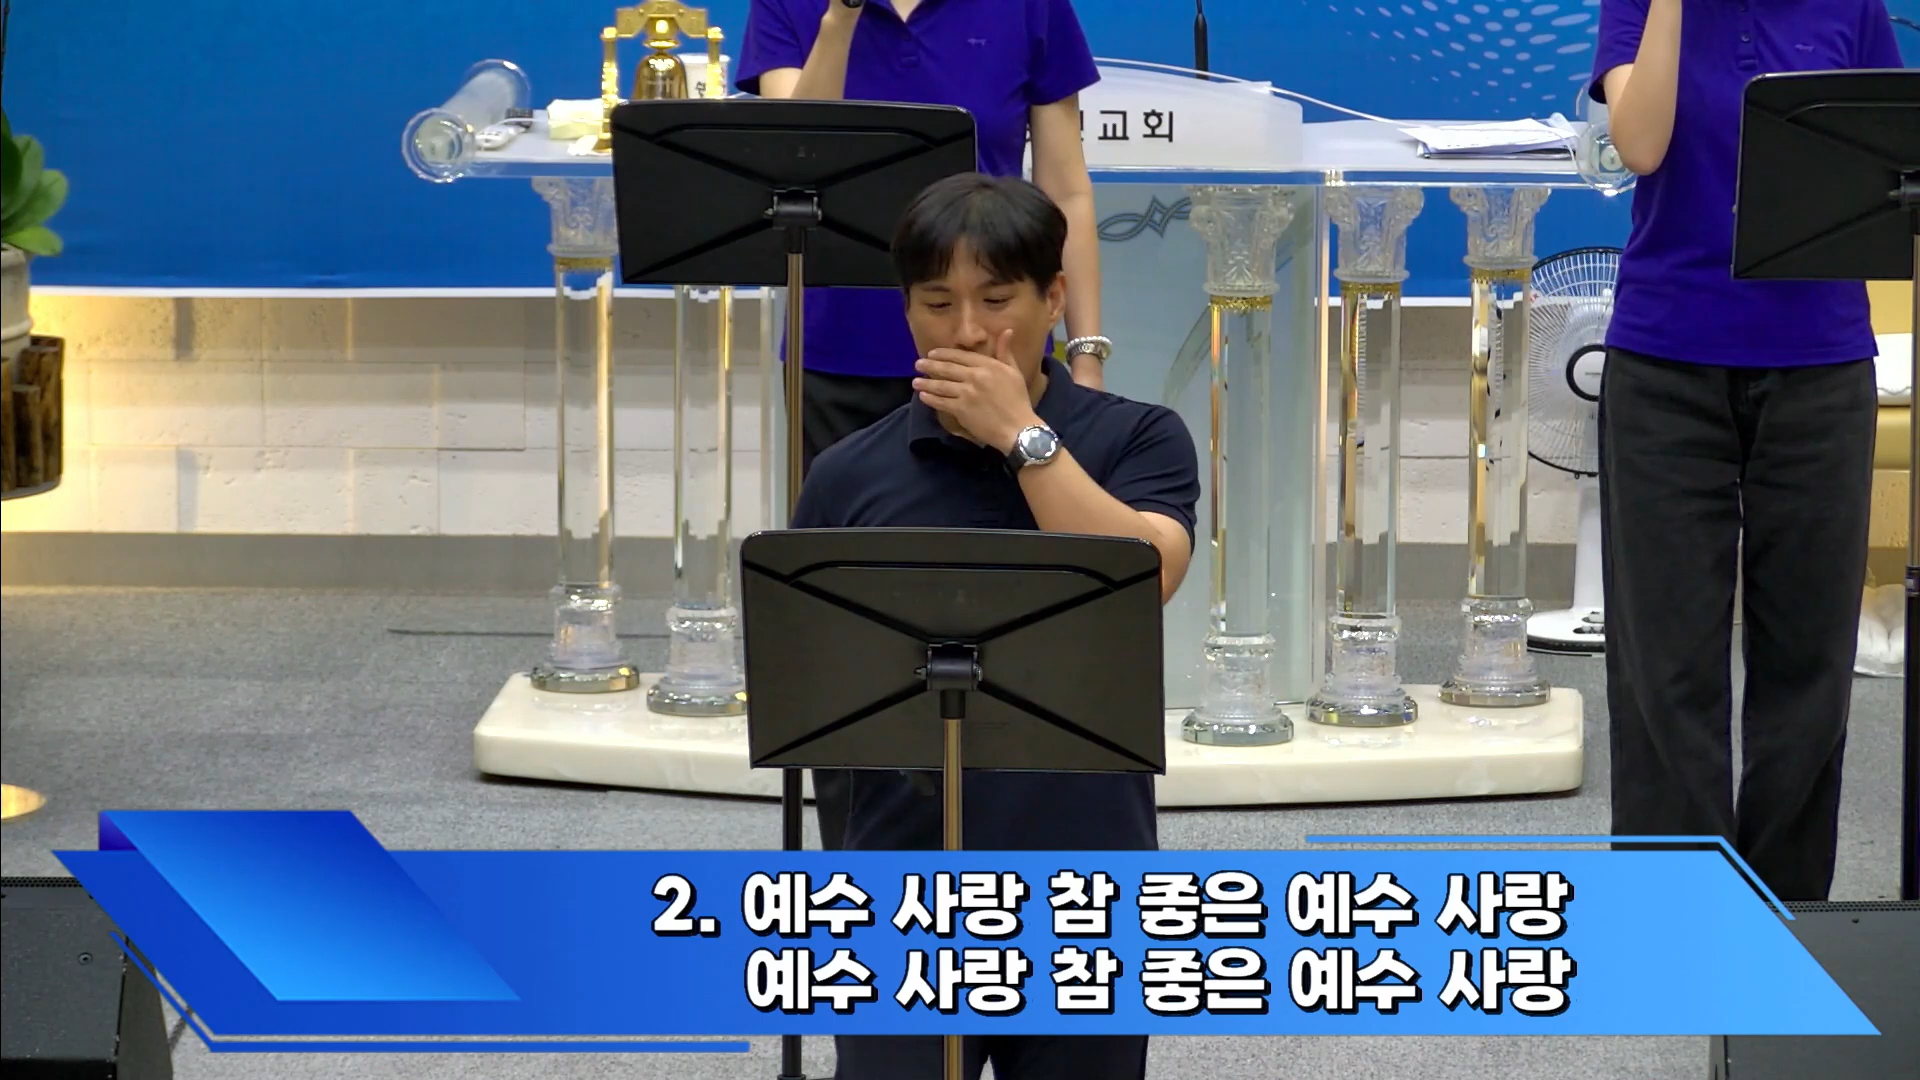 교회
2. 예수 사랑 참 좋은 예수 사랑
예수 사랑 참 좋은 예수 사랑